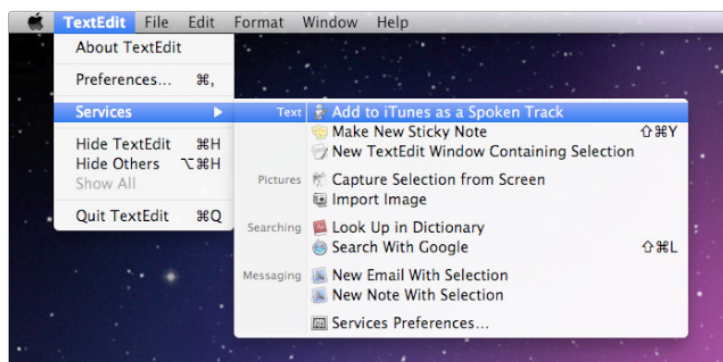 TextEdit File Edit Format Window Help
About TextEdit
Preferences... ⌘,
Services ▶
Hide TextEdit ⌘H
Hide Others ⌥⌘H
Show All
Quit TextEdit ⌘Q
Text Add to iTunes as a Spoken Track
Make New Sticky Note ⇧⌘Y
New TextEdit Window Containing Selection
Pictures Capture Selection from Screen
Import Image
Searching Look Up in Dictionary
Search With Google ⇧⌘L
Messaging New Email With Selection
New Note With Selection
Services Preferences...